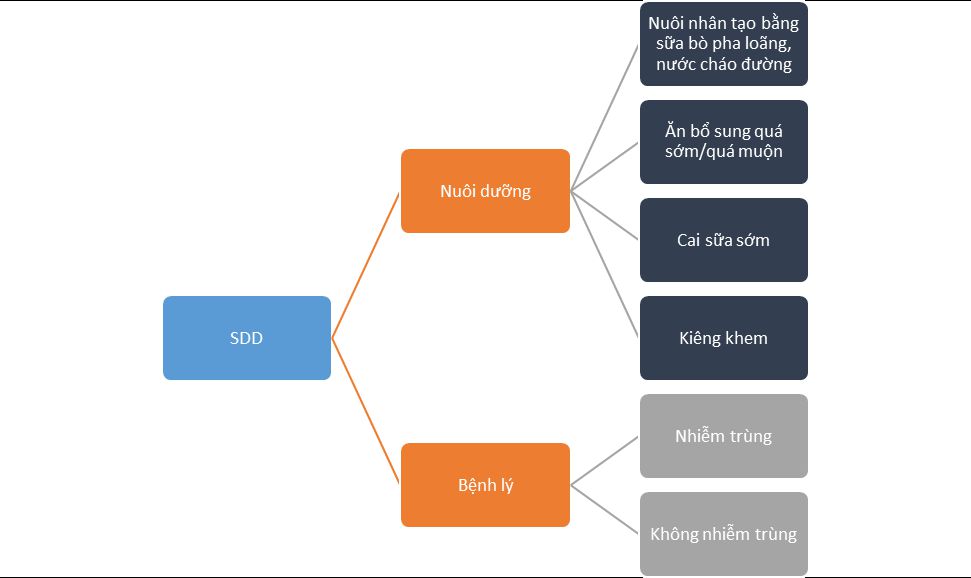 Nuôi nhân tạo bằng
sữa bò pha loãng,
nước cháo đường
Ăn bổ sung quá
sớm/quá muộn
Nuôi dưỡng
Cai sữa sớm
SDD
Kiêng khem
Nhiễm trùng
Bệnh lý
Không nhiễm trùng